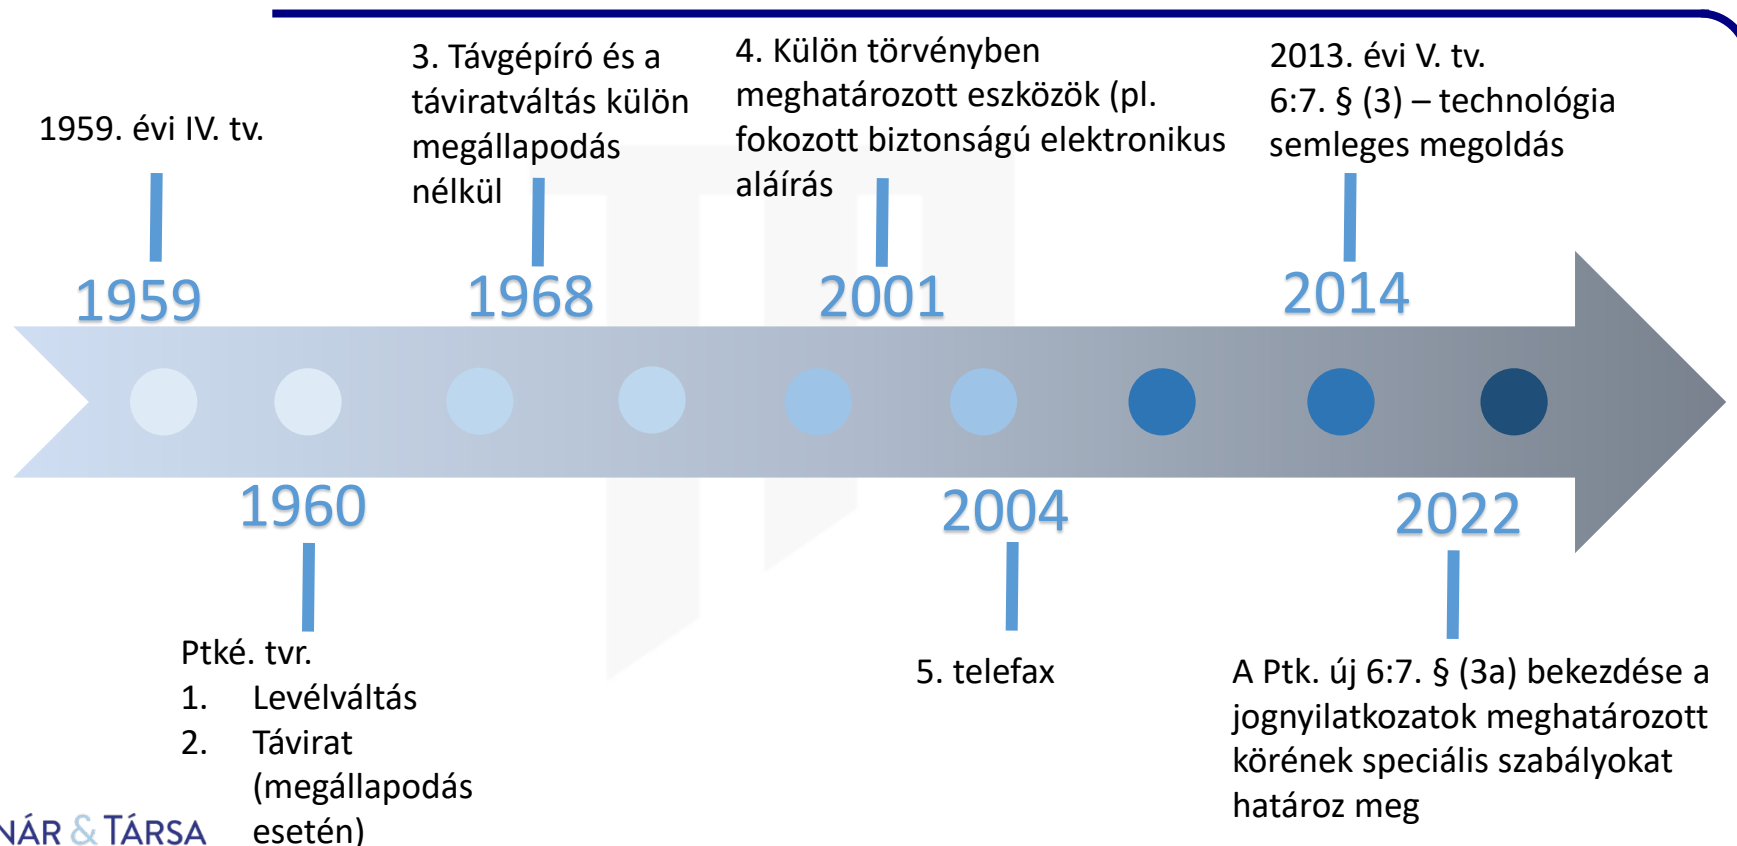 1959. évi IV. tv.
1959
3. Távgépíró és a
táviratváltás külön
megállapodás
nélkül
1968
4. Külön törvényben
meghatározott eszközök (pl.
fokozott biztonságú elektronikus
aláírás
2001
2013. évi V. tv.
6:7. § (3) – technológia
semleges megoldás
2014
1960
Ptké. tvr.
1. Levélváltás
2. Távirat
(megállapodás
esetén)
2004
5. telefax
2022
A Ptk. új 6:7. § (3a) bekezdése a
jognyilatkozatok meghatározott
körének speciális szabályokat
határoz meg
NÁR & TÁRSA